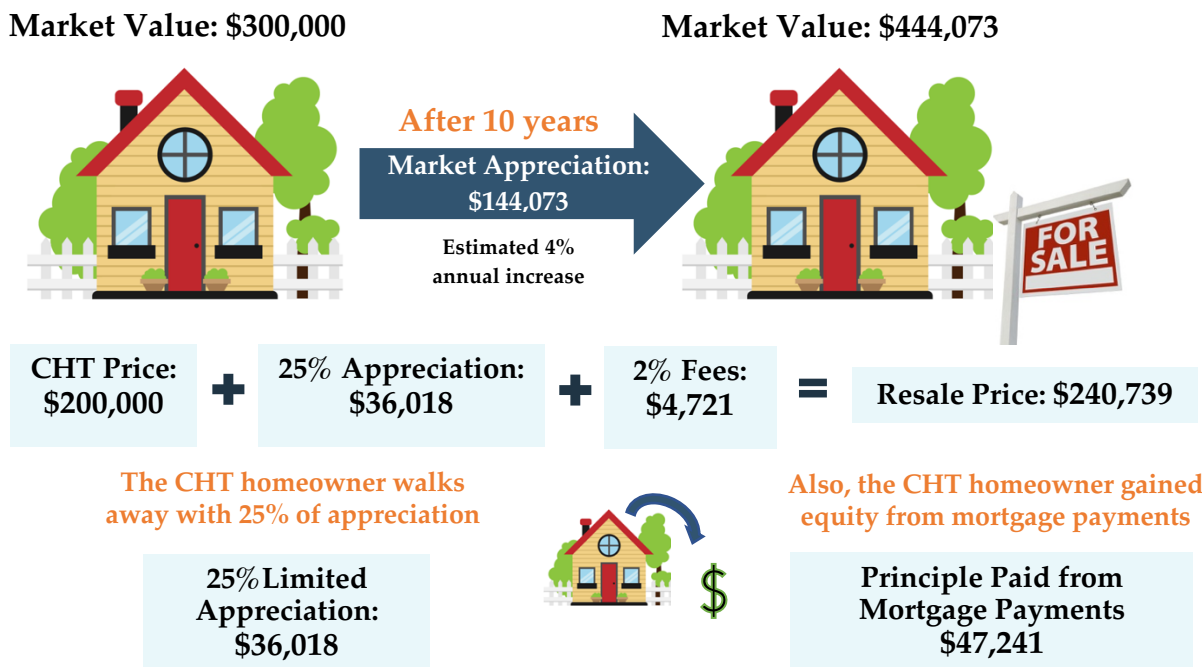 Market Value: $300,000
Market Value: $444,073
After 10 years
Market Appreciation:
$144,073
Estimated 4%
annual increase
FOR
SALE
CHT Price:
$200,000
+
25% Appreciation:
$36,018
+
2% Fees:
$4,721
=
Resale Price: $240,739
The CHT homeowner walks
away with 25% of appreciation
25% Limited
Appreciation:
$36,018
$
Also, the CHT homeowner gained
equity from mortgage payments
Principle Paid from
Mortgage Payments
$47,241